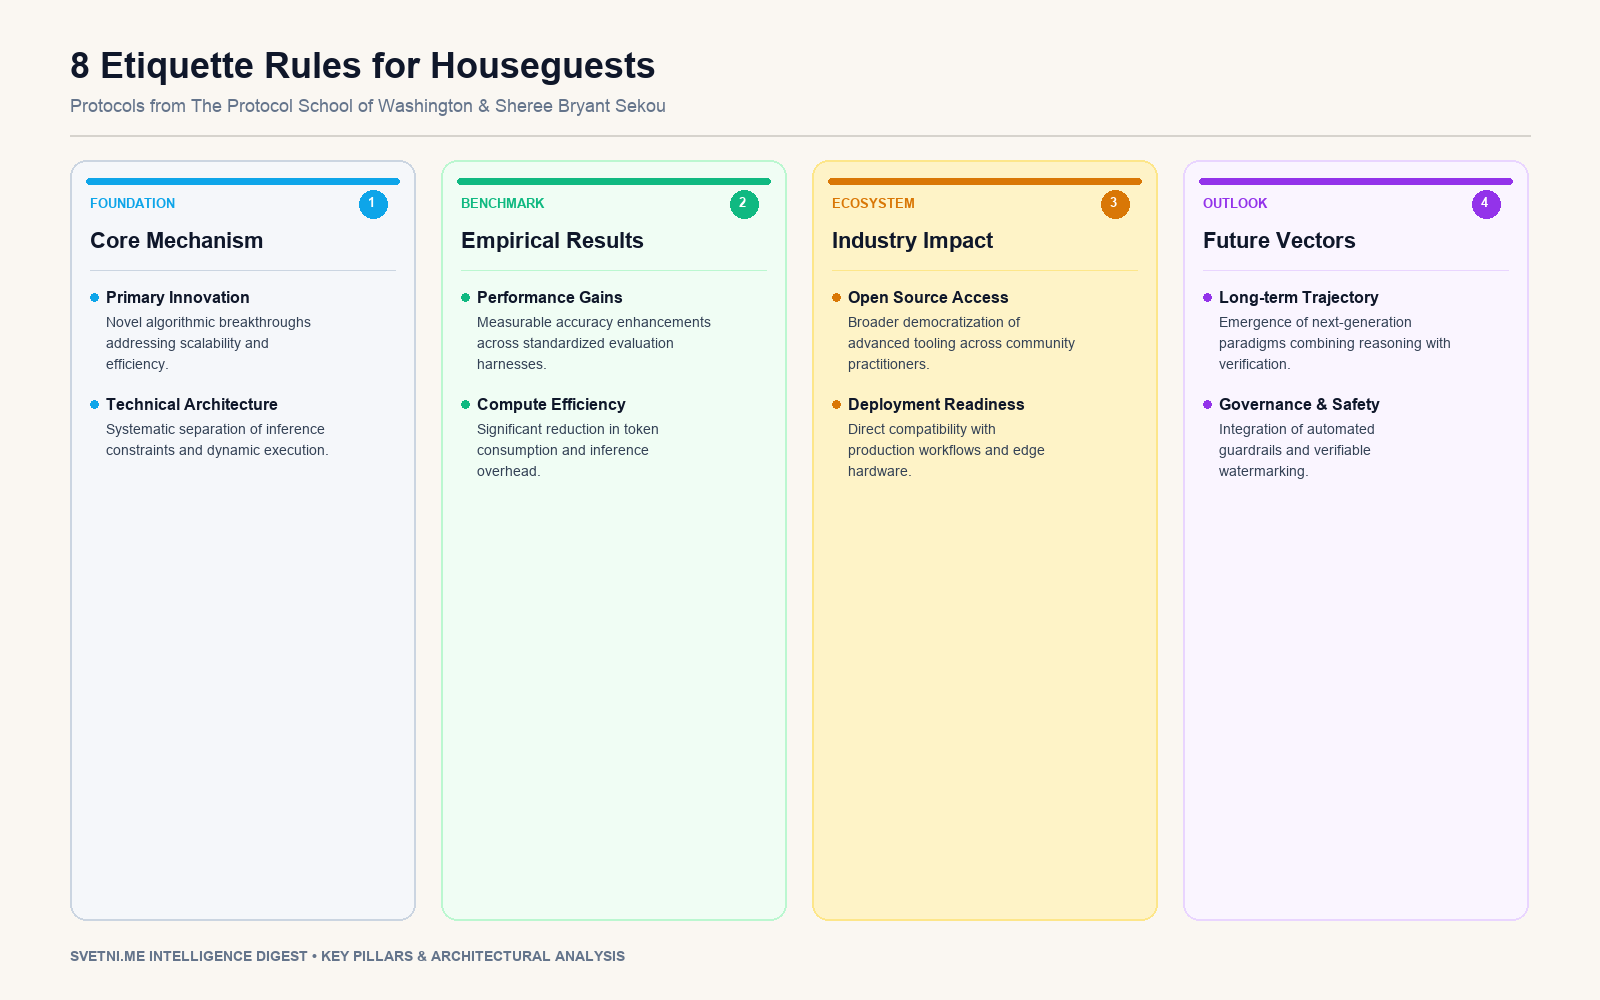 8 Etiquette Rules for Houseguests
Protocols from The Protocol School of Washington & Sheree Bryant Sekou
FOUNDATION
1
Core Mechanism
Primary Innovation
Novel algorithmic breakthroughs
addressing scalability and
efficiency.
Technical Architecture
Systematic separation of inference
constraints and dynamic execution.
BENCHMARK
2
Empirical Results
Performance Gains
Measurable accuracy enhancements
across standardized evaluation
harnesses.
Compute Efficiency
Significant reduction in token
consumption and inference
overhead.
ECOSYSTEM
3
Industry Impact
Open Source Access
Broader democratization of
advanced tooling across community
practitioners.
Deployment Readiness
Direct compatibility with
production workflows and edge
hardware.
OUTLOOK
4
Future Vectors
Long-term Trajectory
Emergence of next-generation
paradigms combining reasoning with
verification.
Governance & Safety
Integration of automated
guardrails and verifiable
watermarking.
SVETNI.ME INTELLIGENCE DIGEST • KEY PILLARS & ARCHITECTURAL ANALYSIS